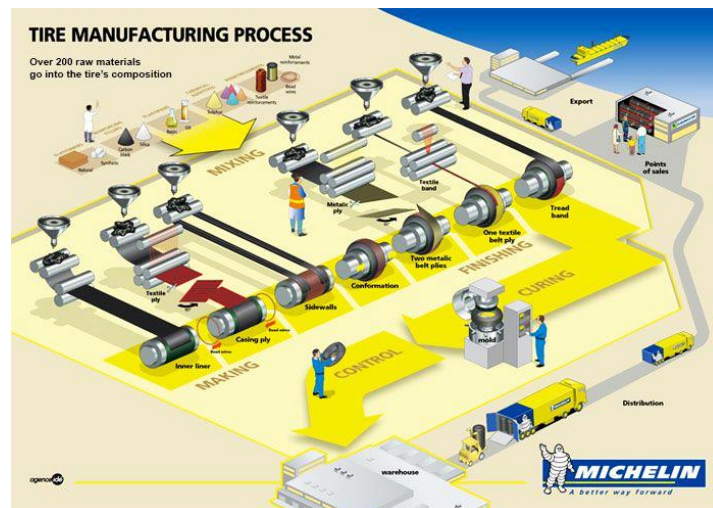 TIRE MANUFACTURING PROCESS
Over 200 raw materials
go into the tire's composition
Metal
reinforcements
Bead
wires
Textile
reinforcements
Sulphur
Oil
Resin
Silica
Carbon
black
Synthetic
Natural
MIXING
Export
Points
of sales
Textile
band
Metalic
ply
Tread
band
One textile
belt ply
Two metalic
belt plies
FINISHING
Conformation
Sidewalls
Textile
ply
Casing ply
Bead wires
Bead wires
Inner liner
MAKING
CURING
mold
CONTROL
Distribution
warehouse
MICHELIN
A better way forward
agence clé